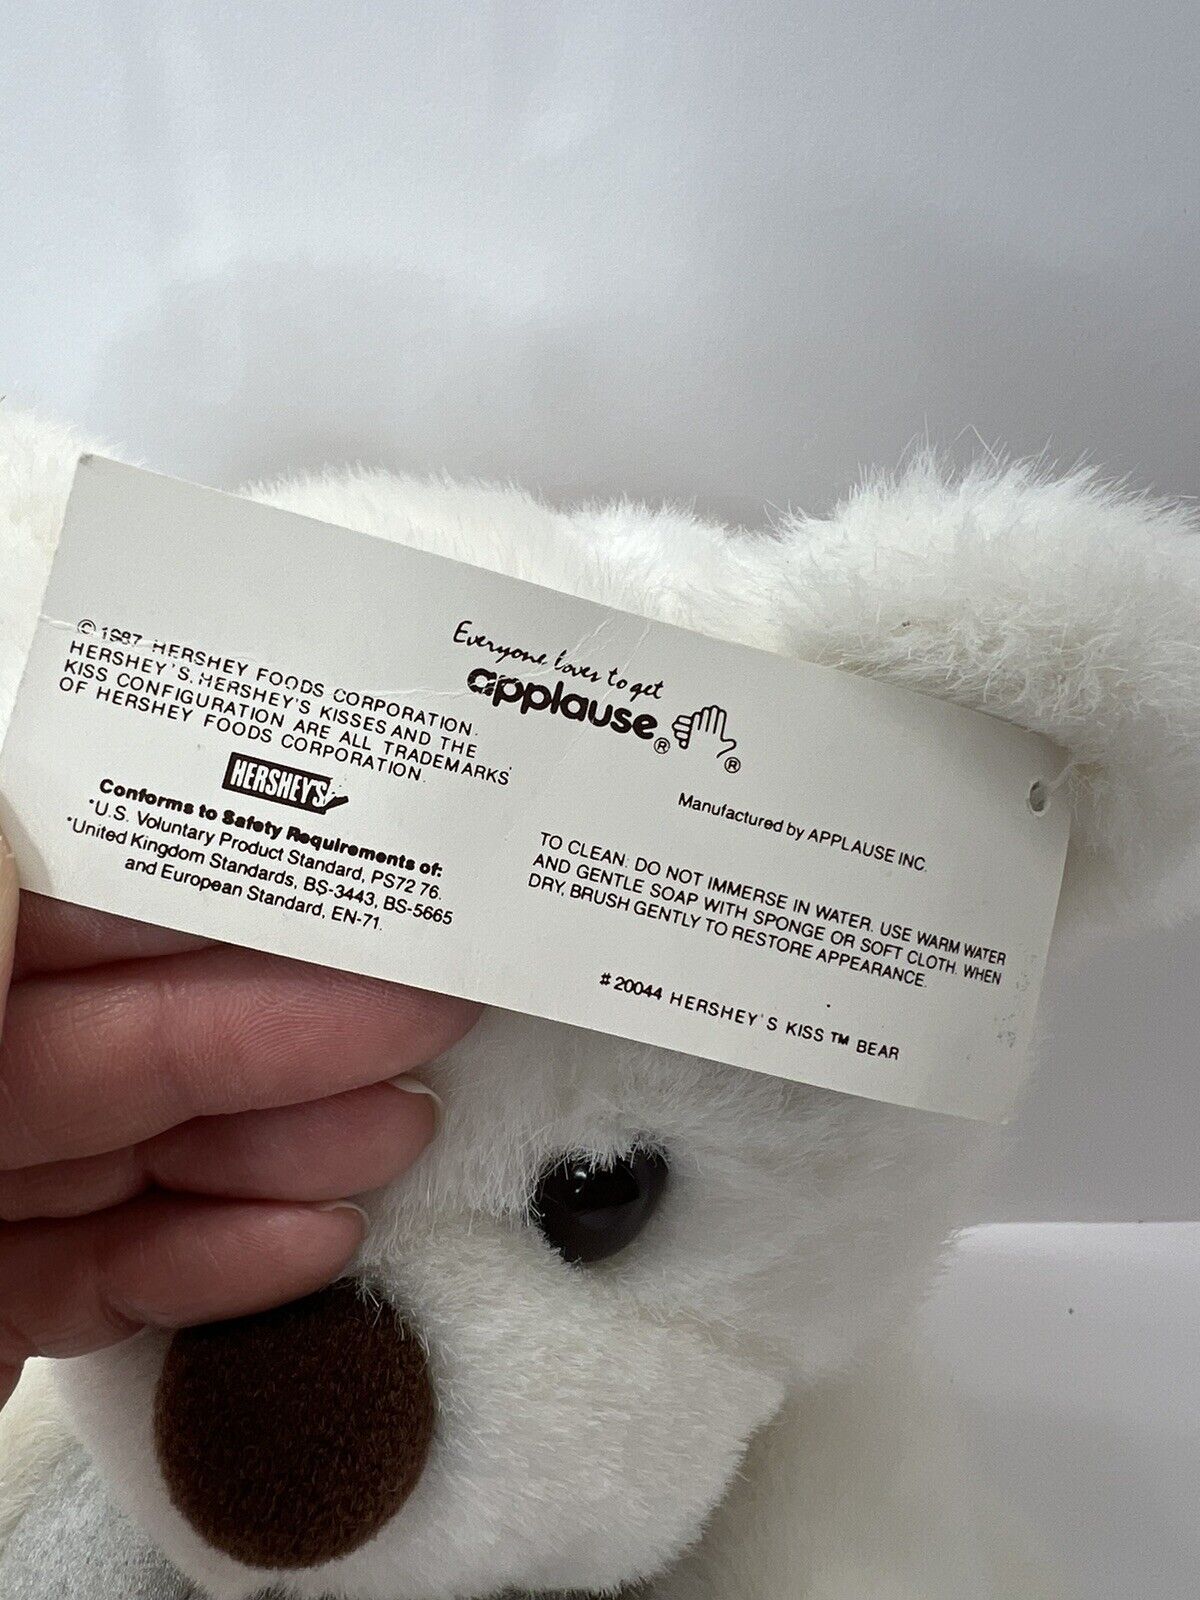 © 1987 HERSHEY FOODS CORPORATION.
HERSHEY'S, HERSHEY'S KISSES AND THE
KISS CONFIGURATION ARE ALL TRADEMARKS
OF HERSHEY FOODS CORPORATION.
HERSHEY'S
Conforms to Safety Requirements of:
*U.S. Voluntary Product Standard, PS72 76.
*United Kingdom Standards, BS-3443, BS-5665
and European Standard, EN-71.
Everyone loves to get
applause® ®
Manufactured by APPLAUSE INC.
TO CLEAN: DO NOT IMMERSE IN WATER. USE WARM WATER
AND GENTLE SOAP WITH SPONGE OR SOFT CLOTH. WHEN
DRY, BRUSH GENTLY TO RESTORE APPEARANCE.
#20044 HERSHEY'S KISS™ BEAR